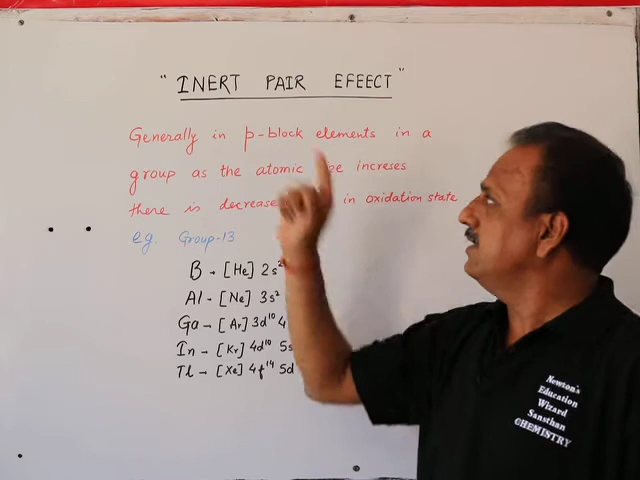 "INERT PAIR EFEECT"
Generally in p-block elements in a
group as the atomic increses
there is decrease in oxidation state
eg. Group-13
B → [He] 2s²
Al → [Ne] 3s²
Ga → [Ar] 3d¹⁰ 4
In → [Kr] 4d¹⁰ 5s
Tl → [Xe] 4f¹⁴ 5d
Newton's
Education
Wizard
Sansthan
CHEMISTRY